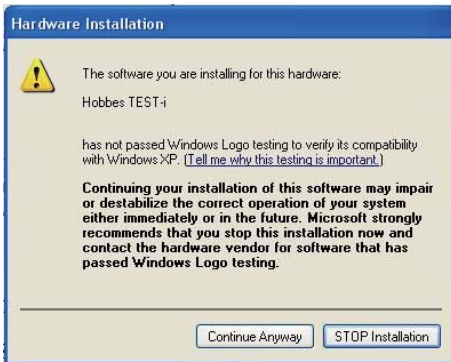 Hardware Installation
The software you are installing for this hardware:
Hobbes TEST-i
has not passed Windows Logo testing to verify its compatibility
with Windows XP. (Tell me why this testing is important.)
Continuing your installation of this software may impair
or destabilize the correct operation of your system
either immediately or in the future. Microsoft strongly
recommends that you stop this installation now and
contact the hardware vendor for software that has
passed Windows Logo testing.
Continue Anyway
STOP Installation